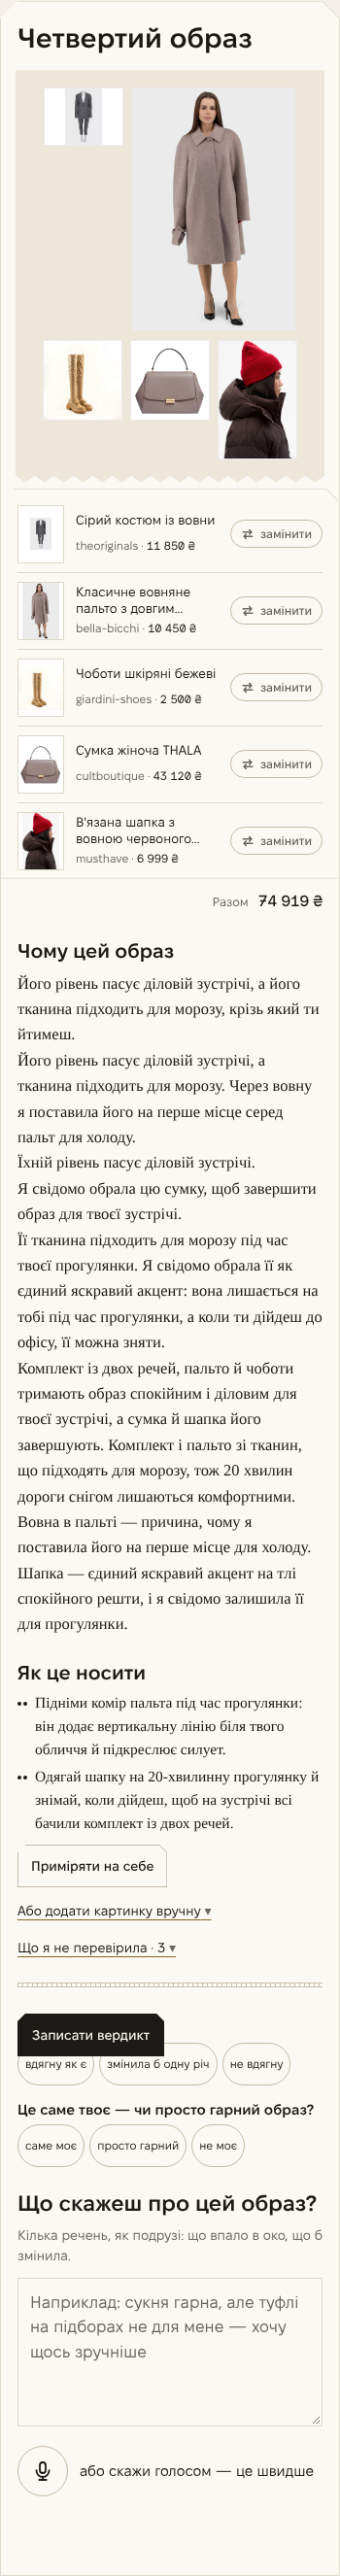 Четвертий образ
Сірий костюм із вовни
theoriginals · 11 850 ₴
⇄ замінити
Класичне вовняне
пальто з довгим...
bella-bicchi · 10 450 ₴
⇄ замінити
Чоботи шкіряні бежеві
giardini-shoes · 2 500 ₴
⇄ замінити
Сумка жіноча THALA
cultboutique · 43 120 ₴
⇄ замінити
В'язана шапка з
вовною червоного...
musthave · 6 999 ₴
⇄ замінити
Разом 74 919 ₴
Чому цей образ
Його рівень пасує діловій зустрічі, а його
тканина підходить для морозу, крізь який ти
йтимеш.
Його рівень пасує діловій зустрічі, а
тканина підходить для морозу. Через вовну
я поставила його на перше місце серед
пальт для холоду.
Їхній рівень пасує діловій зустрічі.
Я свідомо обрала цю сумку, щоб завершити
образ для твоєї зустрічі.
Її тканина підходить для морозу під час
твоєї прогулянки. Я свідомо обрала її як
єдиний яскравий акцент: вона лишається на
тобі під час прогулянки, а коли ти дійдеш до
офісу, її можна зняти.
Комплект із двох речей, пальто й чоботи
тримають образ спокійним і діловим для
твоєї зустрічі, а сумка й шапка його
завершують. Комплект і пальто зі тканин,
що підходять для морозу, тож 20 хвилин
дороги снігом лишаються комфортними.
Вовна в пальті — причина, чому я
поставила його на перше місце для холоду.
Шапка — єдиний яскравий акцент на тлі
спокійного решти, і я свідомо залишила її
для прогулянки.
Як це носити
•• Підніми комір пальта під час прогулянки:
він додає вертикальну лінію біля твого
обличчя й підкреслює силует.
•• Одягай шапку на 20-хвилинну прогулянку й
знімай, коли дійдеш, щоб на зустрічі всі
бачили комплект із двох речей.
Приміряти на себе
Або додати картинку вручну ▾
Що я не перевірила · 3 ▾
Записати вердикт
вдягну як є
змінила б одну річ
не вдягну
Це саме твоє — чи просто гарний образ?
саме моє
просто гарний
не моє
Що скажеш про цей образ?
Кілька речень, як подрузі: що впало в око, що б
змінила.
Наприклад: сукня гарна, але туфлі
на підборах не для мене — хочу
щось зручніше
або скажи голосом — це швидше